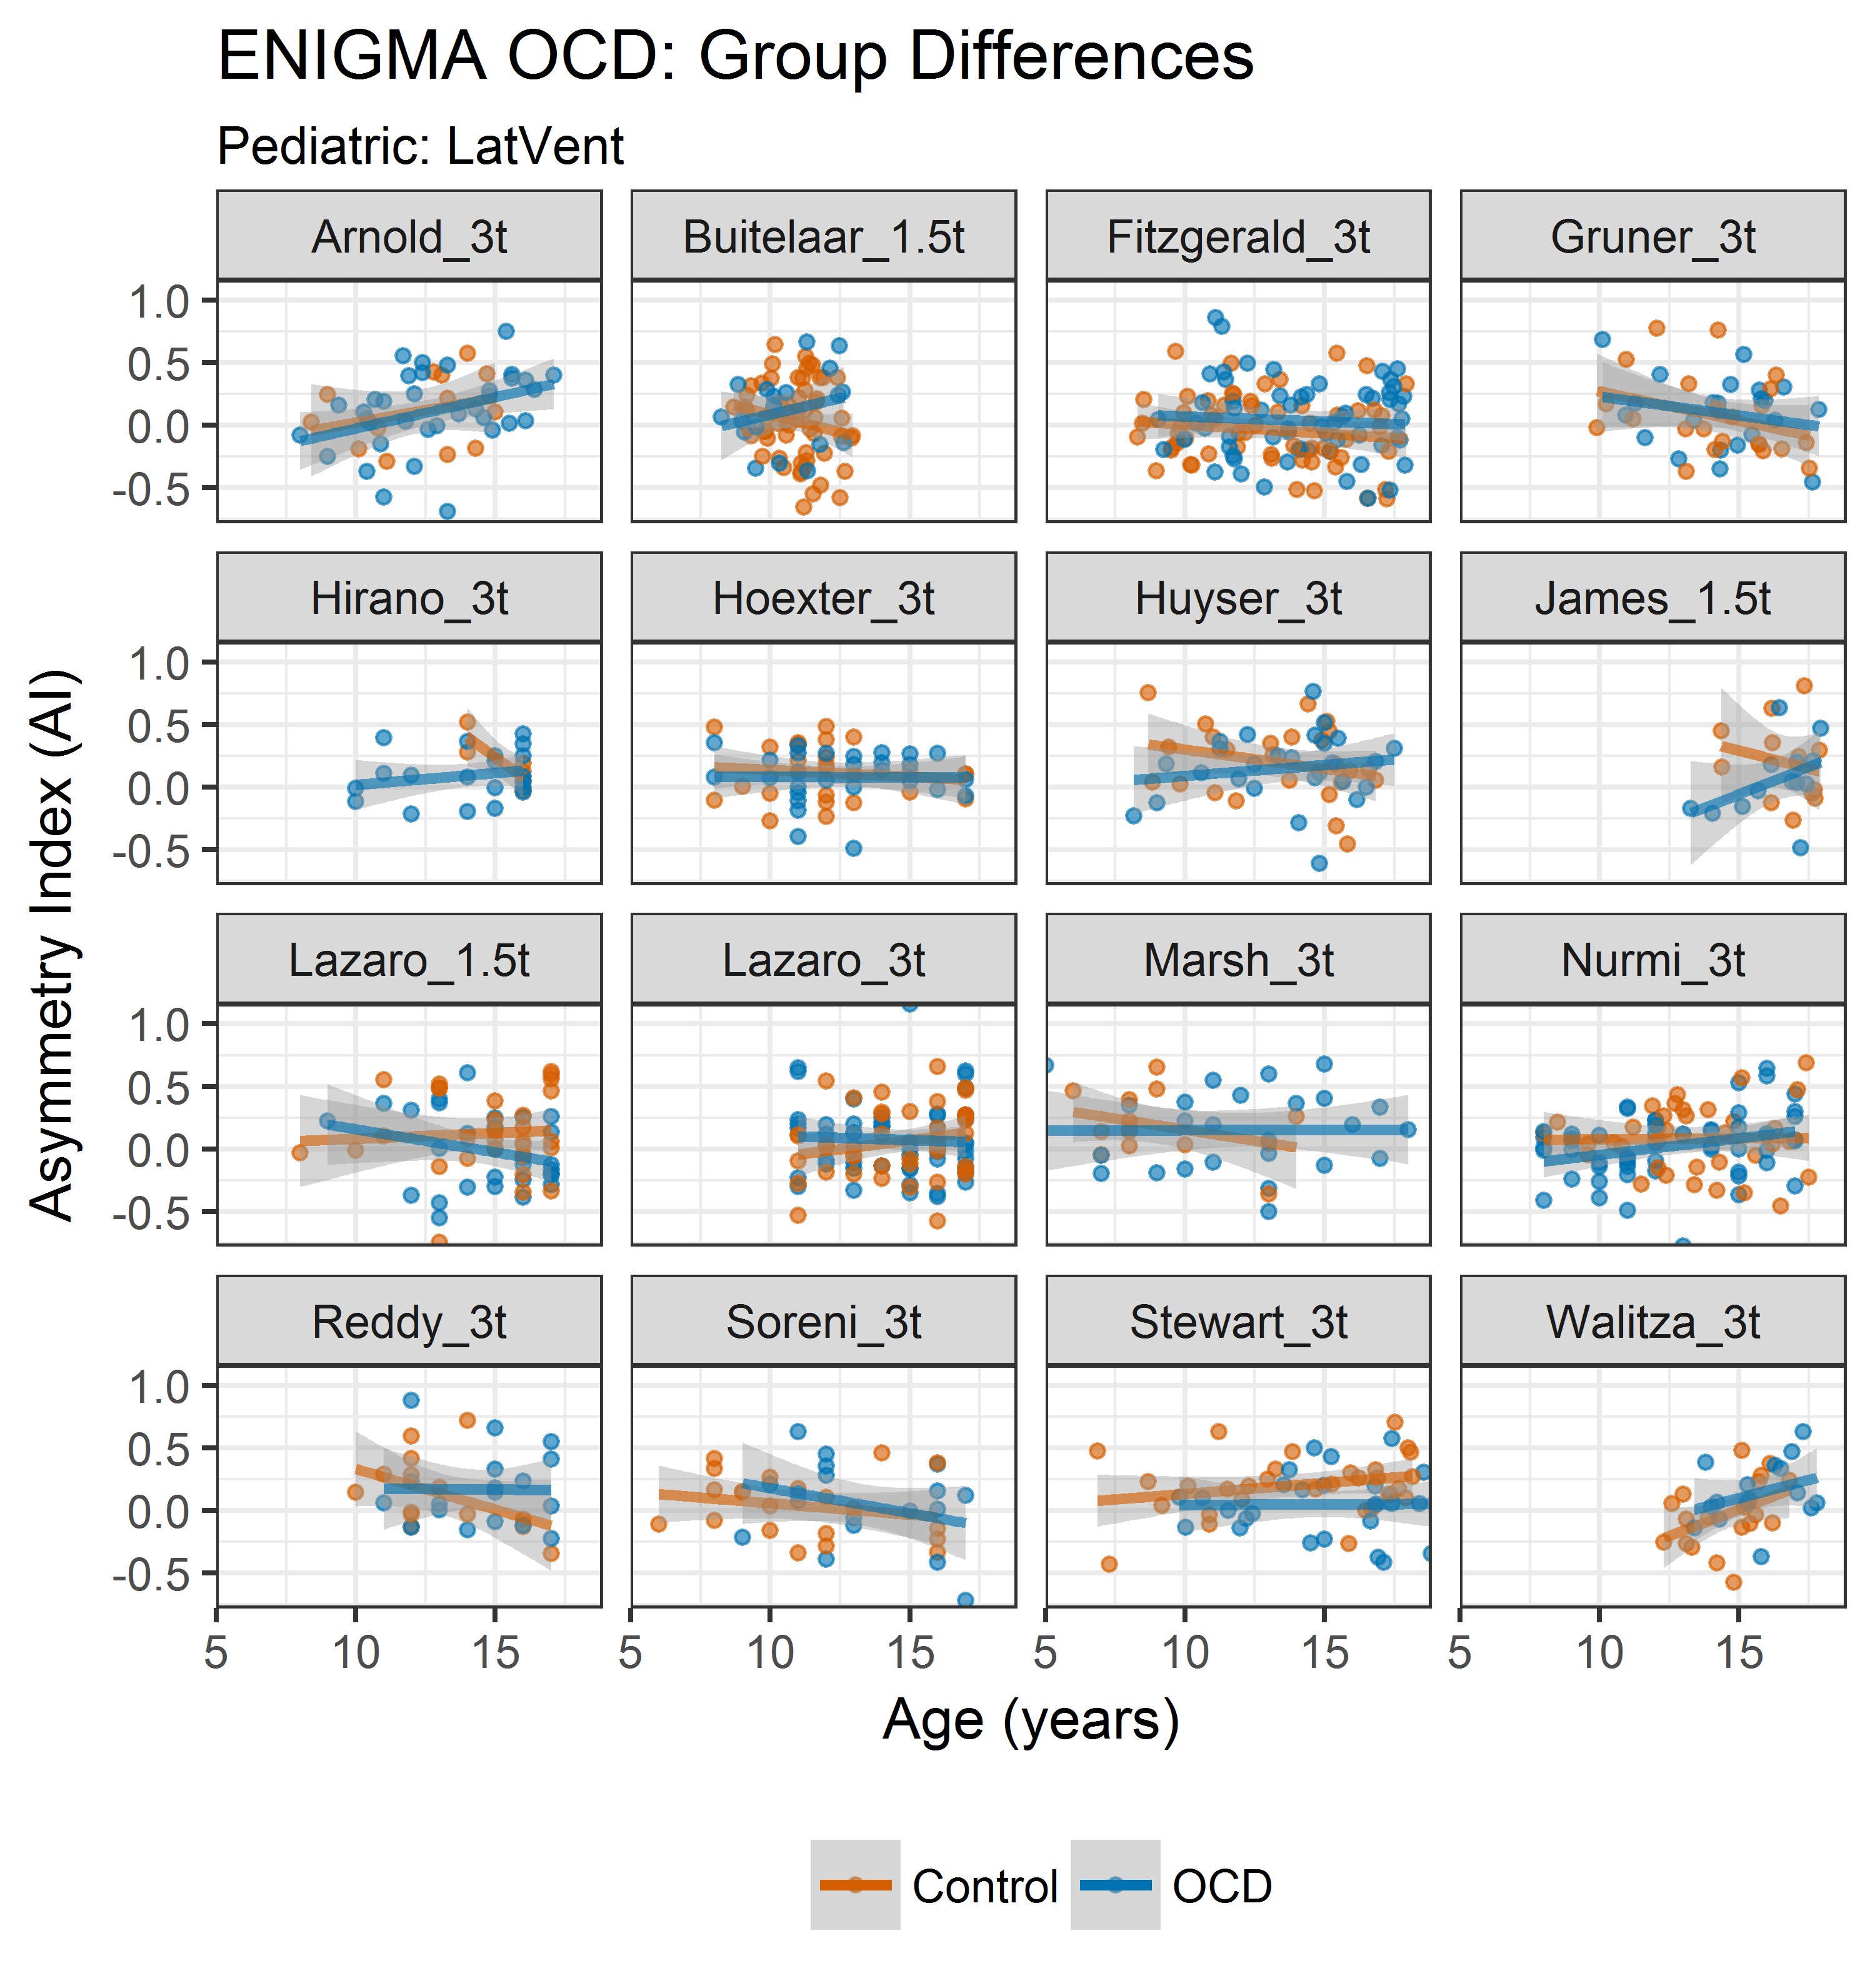 ENIGMA OCD: Group Differences
Pediatric: LatVent
Arnold_3t Buitelaar_1.5t Fitzgerald_3t Gruner_3t
1.0
0.5
0.0
-0.5
Hirano_3t Hoexter_3t Huyser_3t James_1.5t
1.0
0.5
0.0
-0.5
Lazaro_1.5t Lazaro_3t Marsh_3t Nurmi_3t
1.0
0.5
0.0
-0.5
Reddy_3t Soreni_3t Stewart_3t Walitza_3t
1.0
0.5
0.0
-0.5
5 10 15 5 10 15 5 10 15 5 10 15
Asymmetry Index (AI)
Age (years)
Control OCD